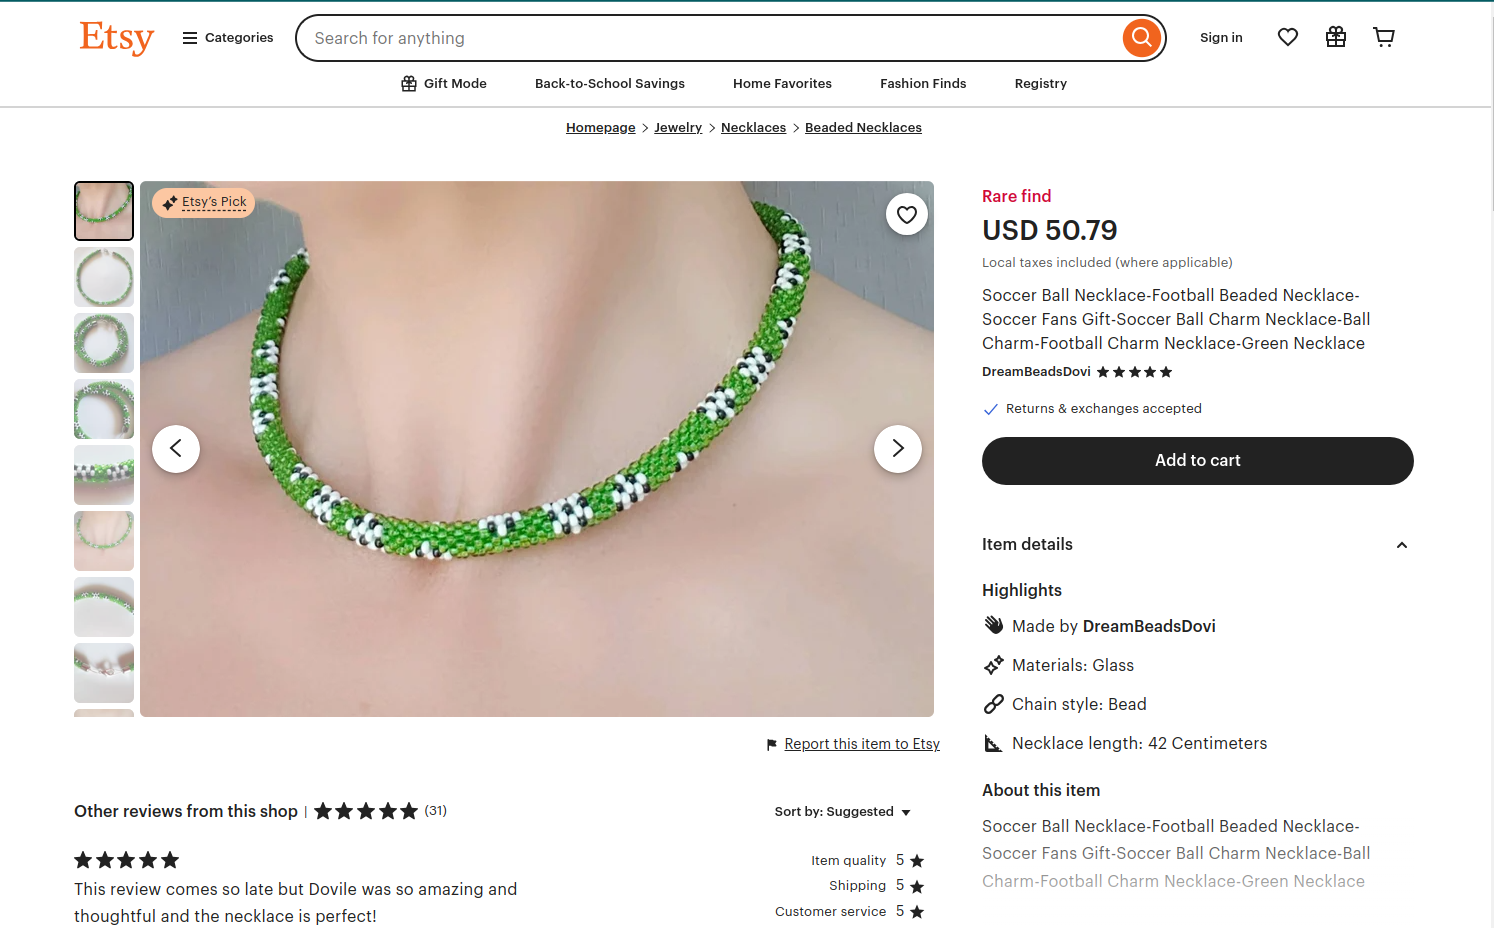 Etsy
Categories
Search for anything
Sign in
Gift Mode
Back-to-School Savings
Home Favorites
Fashion Finds
Registry
Homepage > Jewelry > Necklaces > Beaded Necklaces
Etsy's Pick
Rare find
USD 50.79
Local taxes included (where applicable)
Soccer Ball Necklace-Football Beaded Necklace-
Soccer Fans Gift-Soccer Ball Charm Necklace-Ball
Charm-Football Charm Necklace-Green Necklace
DreamBeadsDovi
Returns & exchanges accepted
Add to cart
Item details
Highlights
Made by DreamBeadsDovi
Materials: Glass
Chain style: Bead
Necklace length: 42 Centimeters
About this item
Soccer Ball Necklace-Football Beaded Necklace-
Soccer Fans Gift-Soccer Ball Charm Necklace-Ball
Charm-Football Charm Necklace-Green Necklace
Report this item to Etsy
Other reviews from this shop | (31)
Sort by: Suggested
This review comes so late but Dovile was so amazing and
thoughtful and the necklace is perfect!
Item quality 5
Shipping 5
Customer service 5